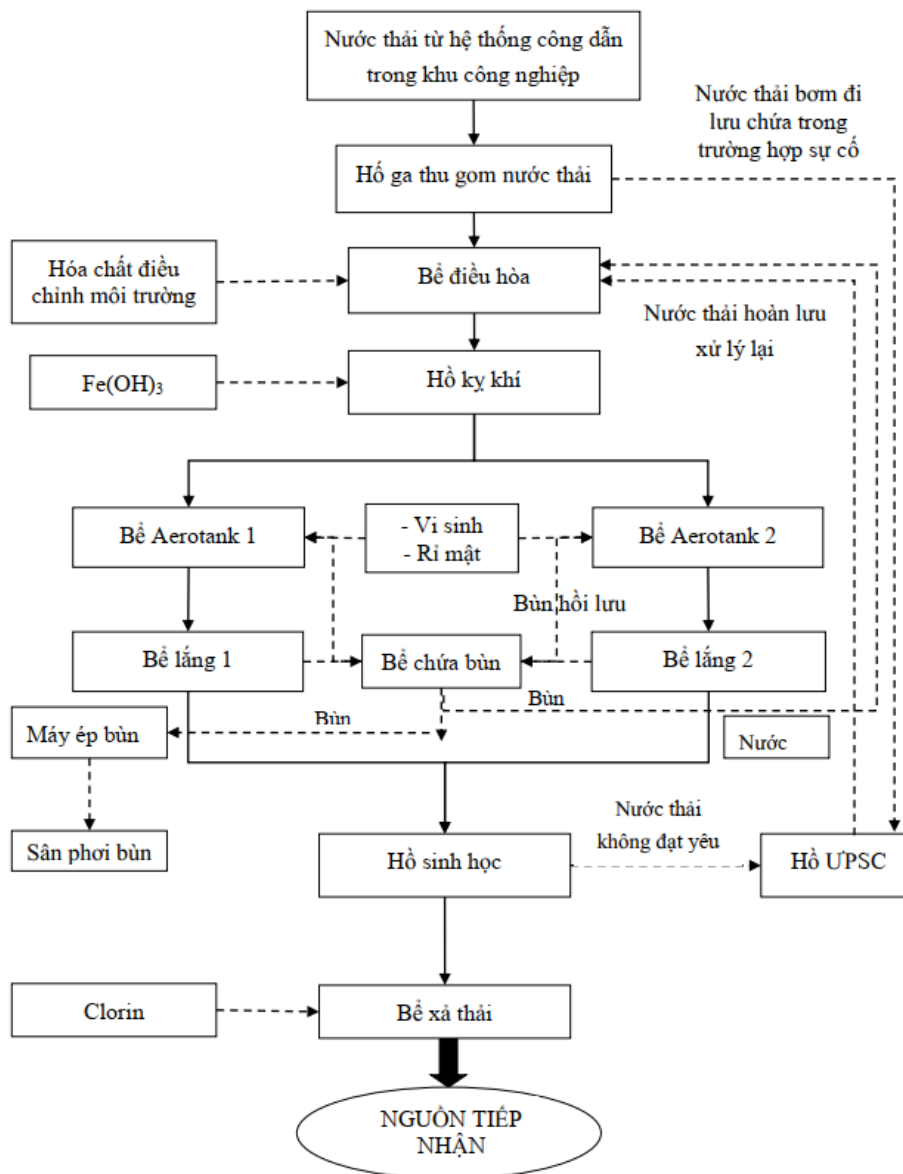 Nước thải từ hệ thống công dẫn
trong khu công nghiệp
Nước thải bơm đi
lưu chứa trong
trường hợp sự cố
Hố ga thu gom nước thải
Hóa chất điều
chỉnh môi trường
Bể điều hòa
Nước thải hoàn lưu
xử lý lại
Fe(OH)₃
Hồ kỵ khí
Bể Aerotank 1
- Vi sinh
- Rỉ mật
Bể Aerotank 2
Bùn hồi lưu
Bể lắng 1
Bể chứa bùn
Bể lắng 2
Bùn
Bùn
Máy ép bùn
Nước
Sân phơi bùn
Hồ sinh học
Nước thải
không đạt yêu
Hồ ƯPSC
Clorin
Bể xả thải
NGUỒN TIẾP
NHẬN